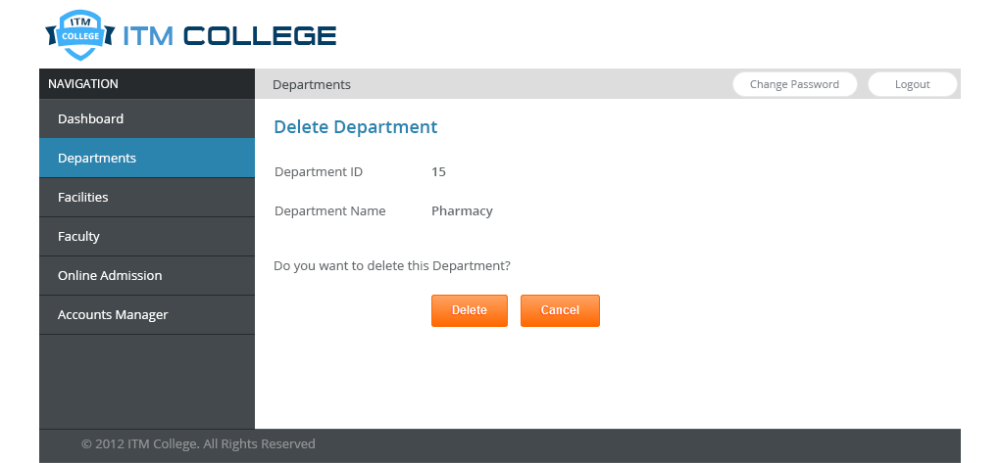 ITM
COLLEGE
ITM COLLEGE
NAVIGATION
Departments
Change Password
Logout
Dashboard
Departments
Facilities
Faculty
Online Admission
Accounts Manager
Delete Department
Department ID 15
Department Name Pharmacy
Do you want to delete this Department?
Delete Cancel
© 2012 ITM College. All Rights Reserved